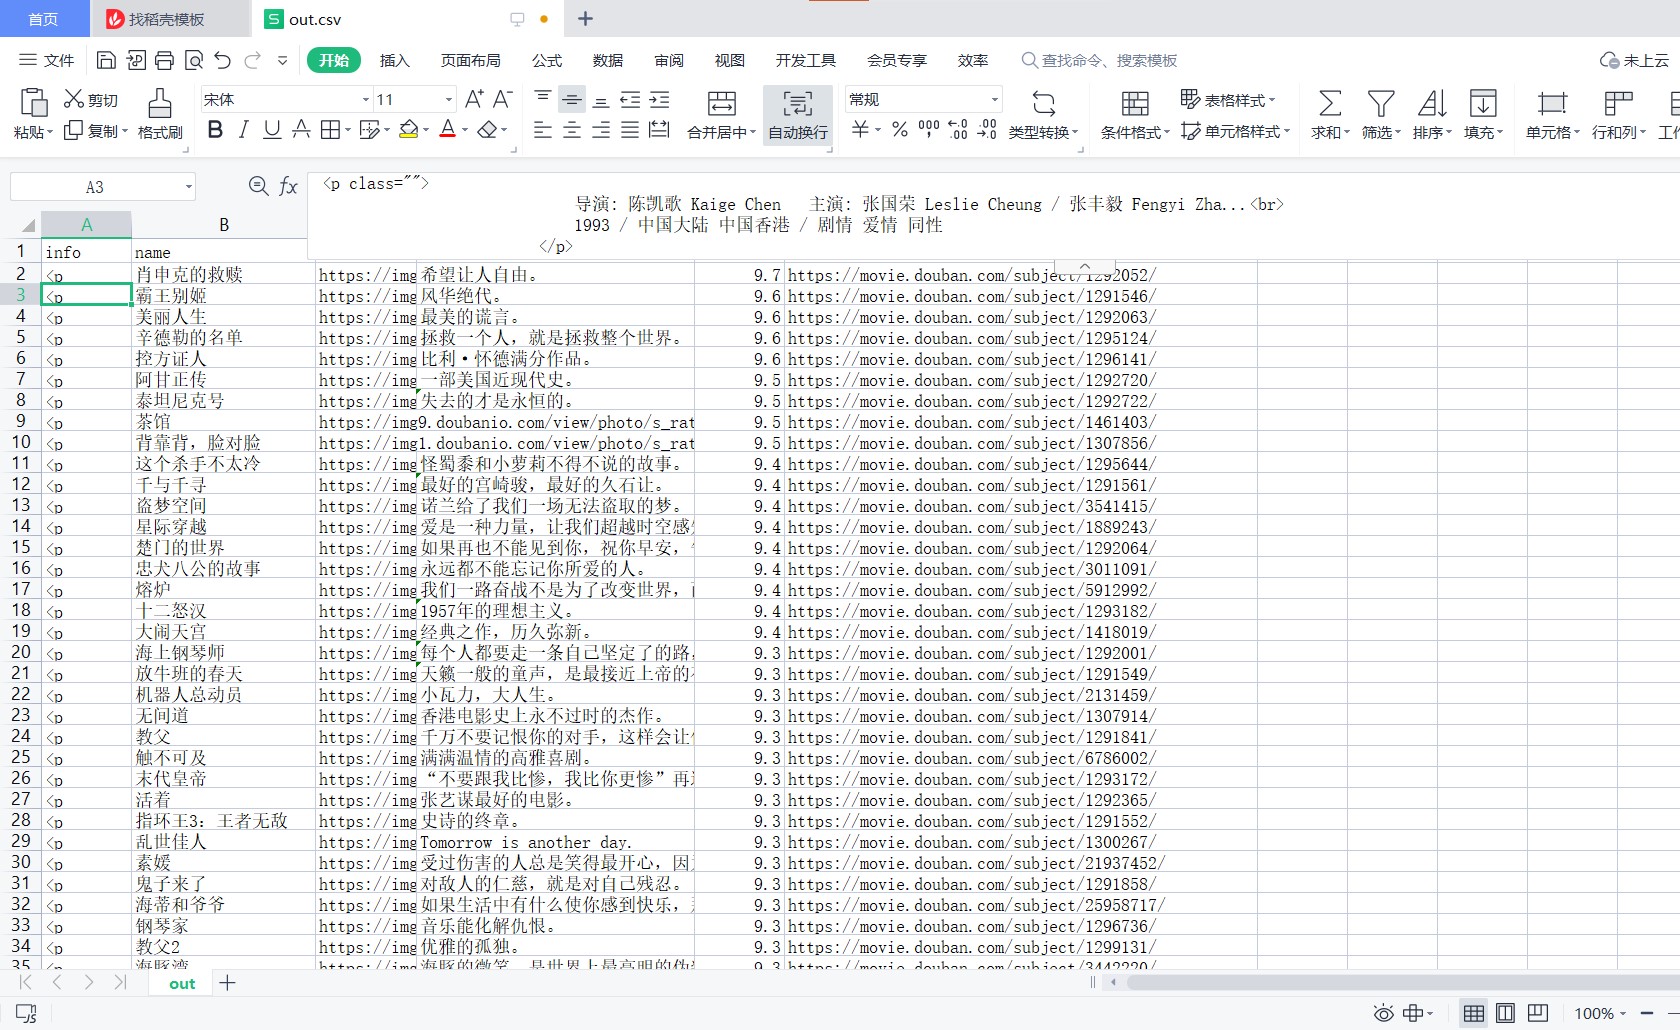 首页 找稻壳模板 out.csv
文件 开始 插入 页面布局 公式 数据 审阅 视图 开发工具 会员专享 效率 查找命令、搜索模板 未上云
剪切 宋体 11 A+ A- 常规 表格样式
粘贴 复制 格式刷 B I U A 合并居中 自动换行 ¥ % 类型转换 条件格式 单元格样式 求和 筛选 排序 填充 单元格 行和列
A3 fx <p class="">
导演: 陈凯歌 Kaige Chen 主演: 张国荣 Leslie Cheung / 张丰毅 Fengyi Zha...<br>
1993 / 中国大陆 中国香港 / 剧情 爱情 同性
</p>
A B
1 info name
2 <p 肖申克的救赎 https://img 希望让人自由。 9.7 https://movie.douban.com/subject/1292052/
3 <p 霸王别姬 https://img 风华绝代。 9.6 https://movie.douban.com/subject/1291546/
4 <p 美丽人生 https://img 最美的谎言。 9.6 https://movie.douban.com/subject/1292063/
5 <p 辛德勒的名单 https://img 拯救一个人，就是拯救整个世界。 9.6 https://movie.douban.com/subject/1295124/
6 <p 控方证人 https://img 比利•怀德满分作品。 9.6 https://movie.douban.com/subject/1296141/
7 <p 阿甘正传 https://img 一部美国近现代史。 9.5 https://movie.douban.com/subject/1292720/
8 <p 泰坦尼克号 https://img 失去的才是永恒的。 9.5 https://movie.douban.com/subject/1292722/
9 <p 茶馆 https://img9.doubanio.com/view/photo/s_rat 9.5 https://movie.douban.com/subject/1461403/
10 <p 背靠背，脸对脸 https://img1.doubanio.com/view/photo/s_rat 9.5 https://movie.douban.com/subject/1307856/
11 <p 这个杀手不太冷 https://img 怪蜀黍和小萝莉不得不说的故事。 9.4 https://movie.douban.com/subject/1295644/
12 <p 千与千寻 https://img 最好的宫崎骏，最好的久石让。 9.4 https://movie.douban.com/subject/1291561/
13 <p 盗梦空间 https://img 诺兰给了我们一场无法盗取的梦。 9.4 https://movie.douban.com/subject/3541415/
14 <p 星际穿越 https://img 爱是一种力量，让我们超越时空感 9.4 https://movie.douban.com/subject/1889243/
15 <p 楚门的世界 https://img 如果再也不能见到你，祝你早安， 9.4 https://movie.douban.com/subject/1292064/
16 <p 忠犬八公的故事 https://img 永远都不能忘记你所爱的人。 9.4 https://movie.douban.com/subject/3011091/
17 <p 熔炉 https://img 我们一路奋战不是为了改变世界， 9.4 https://movie.douban.com/subject/5912992/
18 <p 十二怒汉 https://img 1957年的理想主义。 9.4 https://movie.douban.com/subject/1293182/
19 <p 大闹天宫 https://img 经典之作，历久弥新。 9.4 https://movie.douban.com/subject/1418019/
20 <p 海上钢琴师 https://img 每个人都要走一条自己坚定了的路， 9.3 https://movie.douban.com/subject/1292001/
21 <p 放牛班的春天 https://img 天籁一般的童声，是最接近上帝的 9.3 https://movie.douban.com/subject/1291549/
22 <p 机器人总动员 https://img 小瓦力，大人生。 9.3 https://movie.douban.com/subject/2131459/
23 <p 无间道 https://img 香港电影史上永不过时的杰作。 9.3 https://movie.douban.com/subject/1307914/
24 <p 教父 https://img 千万不要记恨你的对手，这样会让 9.3 https://movie.douban.com/subject/1291841/
25 <p 触不可及 https://img 满满温情的高雅喜剧。 9.3 https://movie.douban.com/subject/6786002/
26 <p 末代皇帝 https://img “不要跟我比惨，我比你更惨”再 9.3 https://movie.douban.com/subject/1293172/
27 <p 活着 https://img 张艺谋最好的电影。 9.3 https://movie.douban.com/subject/1292365/
28 <p 指环王3：王者无敌 https://img 史诗的终章。 9.3 https://movie.douban.com/subject/1291552/
29 <p 乱世佳人 https://img Tomorrow is another day. 9.3 https://movie.douban.com/subject/1300267/
30 <p 素媛 https://img 受过伤害的人总是笑得最开心，因 9.3 https://movie.douban.com/subject/21937452/
31 <p 鬼子来了 https://img 对敌人的仁慈，就是对自己残忍。 9.3 https://movie.douban.com/subject/1291858/
32 <p 海蒂和爷爷 https://img 如果生活中有什么使你感到快乐， 9.3 https://movie.douban.com/subject/25958717/
33 <p 钢琴家 https://img 音乐能化解仇恨。 9.3 https://movie.douban.com/subject/1296736/
34 <p 教父2 https://img 优雅的孤独。 9.3 https://movie.douban.com/subject/1299131/
35 <p 海豚湾 https://img 海豚的微笑，是世界上最高明的伪 9.3 https://movie.douban.com/subject/3442220/
out
100%